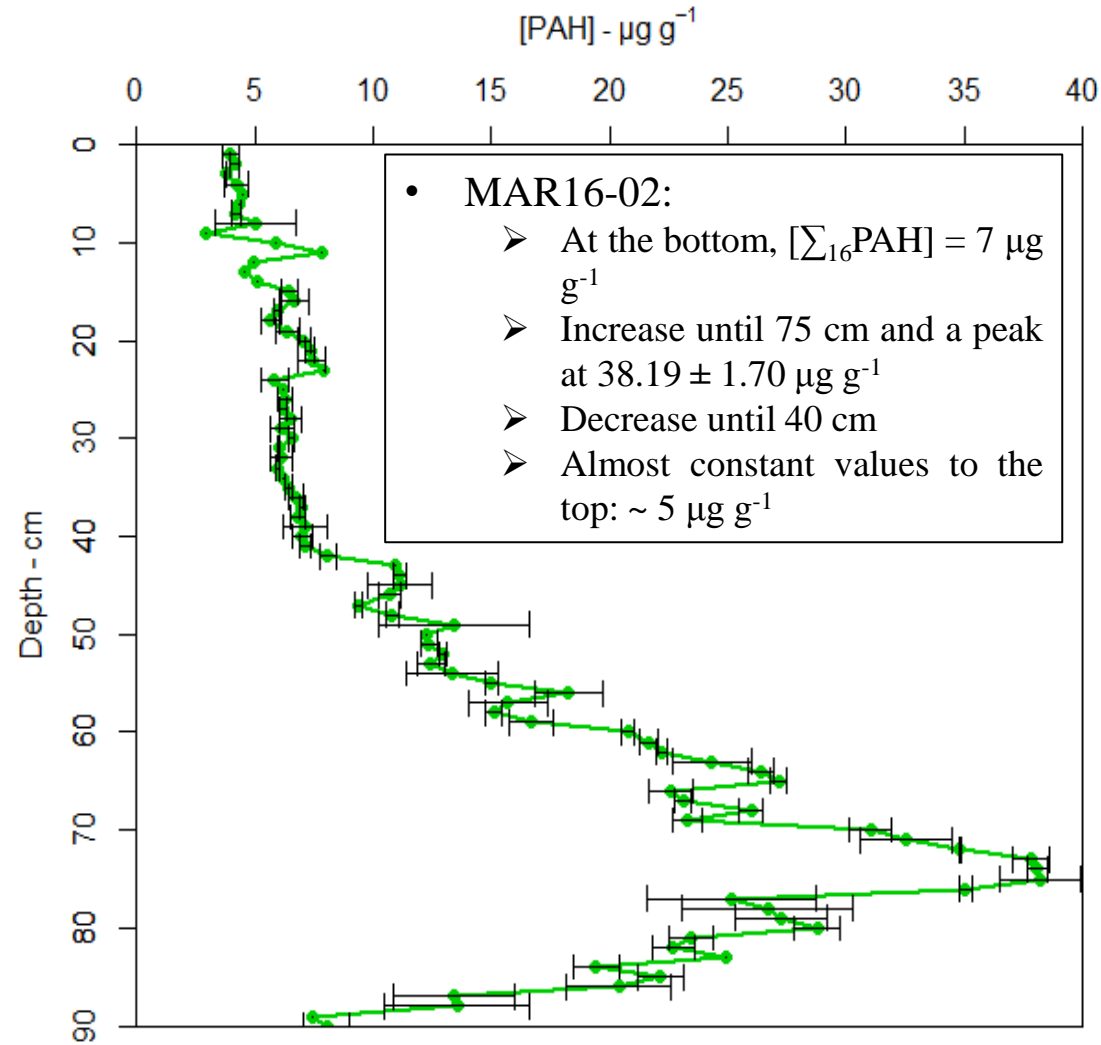 [PAH] - µg g⁻¹
0 5 10 15 20 25 30 35 40
Depth - cm
0
10
20
30
40
50
60
70
80
90
• MAR16-02:
➢ At the bottom, [∑₁₆PAH] = 7 µg
g⁻¹
➢ Increase until 75 cm and a peak
at 38.19 ± 1.70 µg g⁻¹
➢ Decrease until 40 cm
➢ Almost constant values to the
top: ~ 5 µg g⁻¹